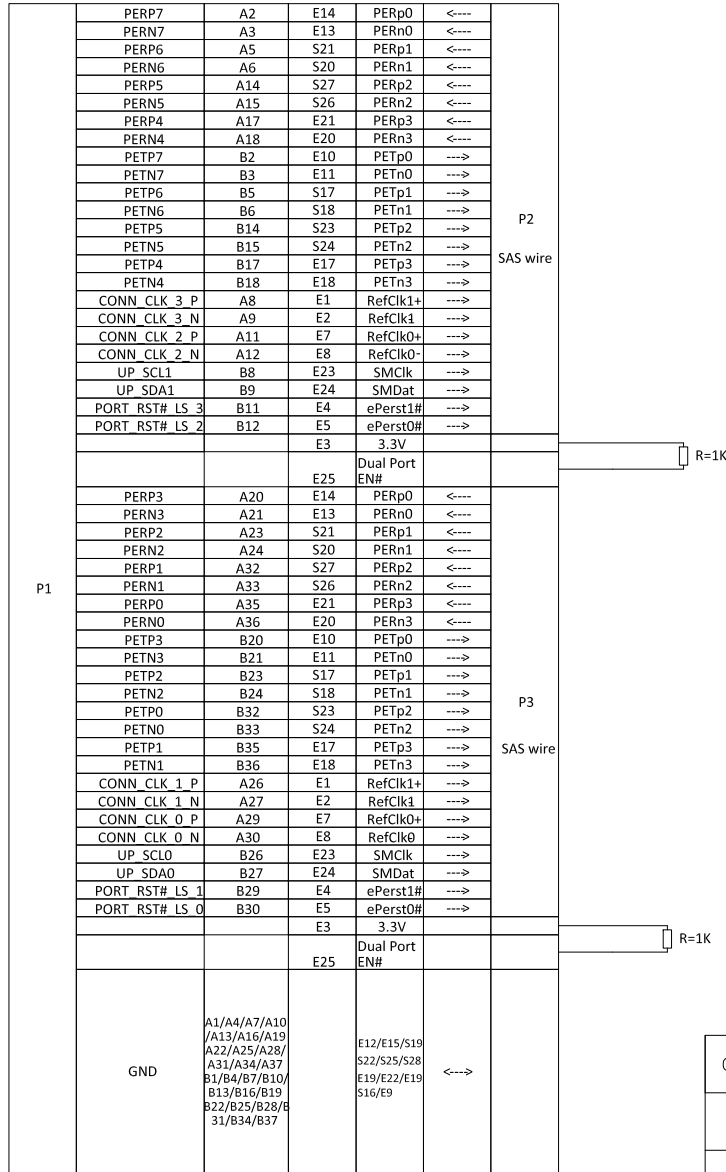 PERP7 A2 E14 PERp0 <----
PERN7 A3 E13 PERn0 <----
PERP6 A5 S21 PERp1 <----
PERN6 A6 S20 PERn1 <----
PERP5 A14 S27 PERp2 <----
PERN5 A15 S26 PERn2 <----
PERP4 A17 E21 PERp3 <----
PERN4 A18 E20 PERn3 <----
PETP7 B2 E10 PETp0 ---->
PETN7 B3 E11 PETn0 ---->
PETP6 B5 S17 PETp1 ---->
PETN6 B6 S18 PETn1 ---->
P2
PETP5 B14 S23 PETp2 ---->
PETN5 B15 S24 PETn2 ---->
SAS wire
PETP4 B17 E17 PETp3 ---->
PETN4 B18 E18 PETn3 ---->
CONN_CLK_3_P A8 E1 RefClk1+ ---->
CONN_CLK_3_N A9 E2 RefClk1- ---->
CONN_CLK_2_P A11 E7 RefClk0+ ---->
CONN_CLK_2_N A12 E8 RefClk0- ---->
UP_SCL1 B8 E23 SMClk ---->
UP_SDA1 B9 E24 SMDat ---->
PORT_RST#_LS_3 B11 E4 ePerst1# ---->
PORT_RST#_LS_2 B12 E5 ePerst0# ---->
E3 3.3V
R=1K
E25 Dual Port
EN#
PERP3 A20 E14 PERp0 <----
PERN3 A21 E13 PERn0 <----
PERP2 A23 S21 PERp1 <----
PERN2 A24 S20 PERn1 <----
PERP1 A32 S27 PERp2 <----
P1
PERN1 A33 S26 PERn2 <----
PERP0 A35 E21 PERp3 <----
PERN0 A36 E20 PERn3 <----
PETP3 B20 E10 PETp0 ---->
PETN3 B21 E11 PETn0 ---->
PETP2 B23 S17 PETp1 ---->
PETN2 B24 S18 PETn1 ---->
P3
PETP0 B32 S23 PETp2 ---->
PETN0 B33 S24 PETn2 ---->
PETP1 B35 E17 PETp3 ---->
SAS wire
PETN1 B36 E18 PETn3 ---->
CONN_CLK_1_P A26 E1 RefClk1+ ---->
CONN_CLK_1_N A27 E2 RefClk1- ---->
CONN_CLK_0_P A29 E7 RefClk0+ ---->
CONN_CLK_0_N A30 E8 RefClk0- ---->
UP_SCL0 B26 E23 SMClk ---->
UP_SDA0 B27 E24 SMDat ---->
PORT_RST#_LS_1 B29 E4 ePerst1# ---->
PORT_RST#_LS_0 B30 E5 ePerst0# ---->
E3 3.3V
R=1K
E25 Dual Port
EN#
GND
A1/A4/A7/A10
/A13/A16/A19
A22/A25/A28/
A31/A34/A37
B1/B4/B7/B10/
B13/B16/B19
B22/B25/B28/B
31/B34/B37
E12/E15/S19
S22/S25/S28
E19/E22/E19
S16/E9
<---->